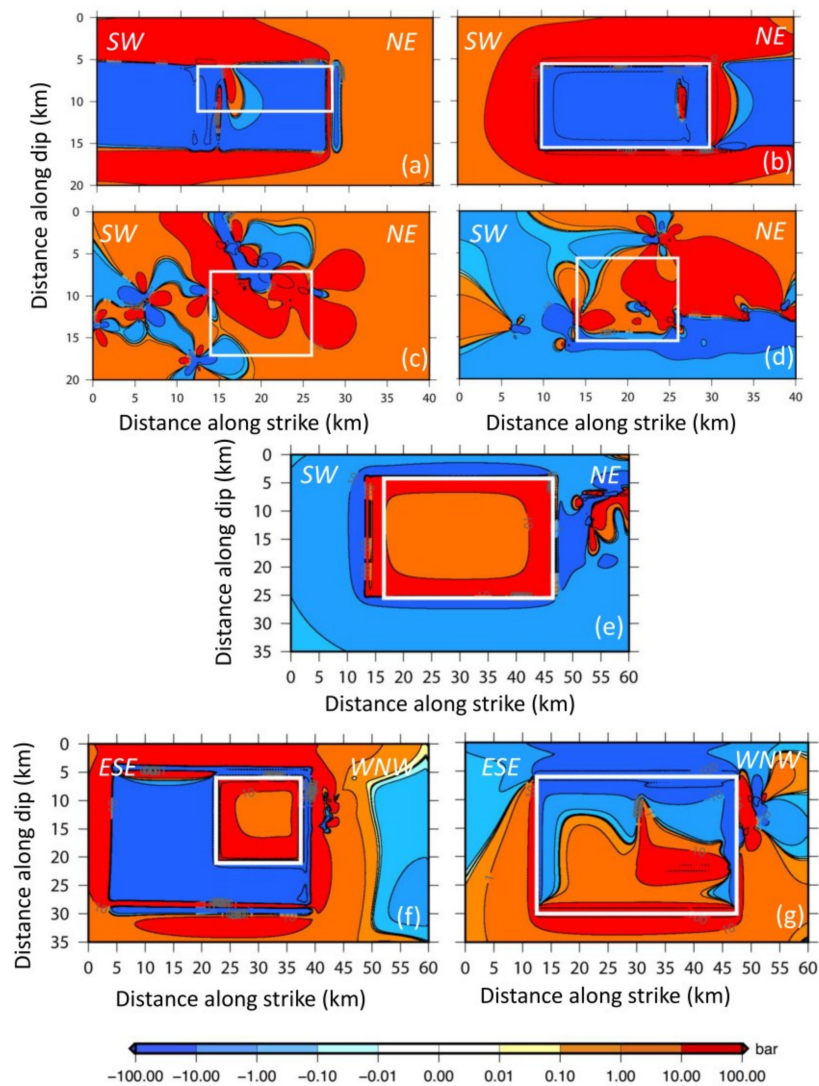 SW NE SW NE
0
5
10
15
20
(a) (b)
Distance along dip (km)
SW NE SW NE
0
5
10
15
20
(c) (d)
0 5 10 15 20 25 30 35 40 0 5 10 15 20 25 30 35 40
Distance along strike (km) Distance along strike (km)
Distance along dip (km)
SW NE
0
5
10
15
20
25
30
35
(e)
0 5 10 15 20 25 30 35 40 45 50 55 60
Distance along strike (km)
Distance along dip (km)
ESE WNW ESE WNW
0
5
10
15
20
25
30
35
(f) (g)
0 5 10 15 20 25 30 35 40 45 50 55 60 0 5 10 15 20 25 30 35 40 45 50 55 60
Distance along strike (km) Distance along strike (km)
bar
−100.00 −10.00 −1.00 −0.10 −0.01 0.00 0.01 0.10 1.00 10.00 100.00